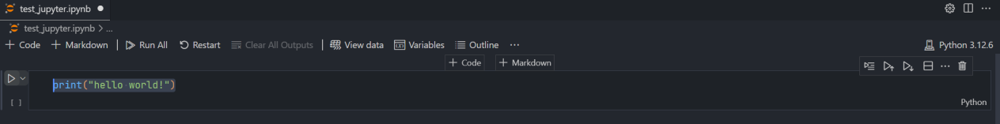 test_jupyter.ipynb
test_jupyter.ipynb > ...
+ Code + Markdown | Run All Restart Clear All Outputs | View data Variables Outline ... Python 3.12.6
+ Code + Markdown
print("hello world!")
[ ]
Python